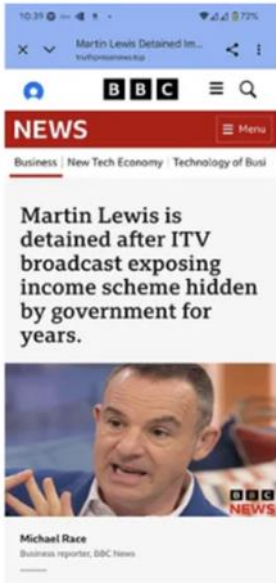 10:39
72%
Martin Lewis Detained Im...
BBC
NEWS
Menu
Business | New Tech Economy | Technology of Busi
Martin Lewis is
detained after ITV
broadcast exposing
income scheme hidden
by government for
years.
BBC
NEWS
Michael Race
Business reporter, BBC News